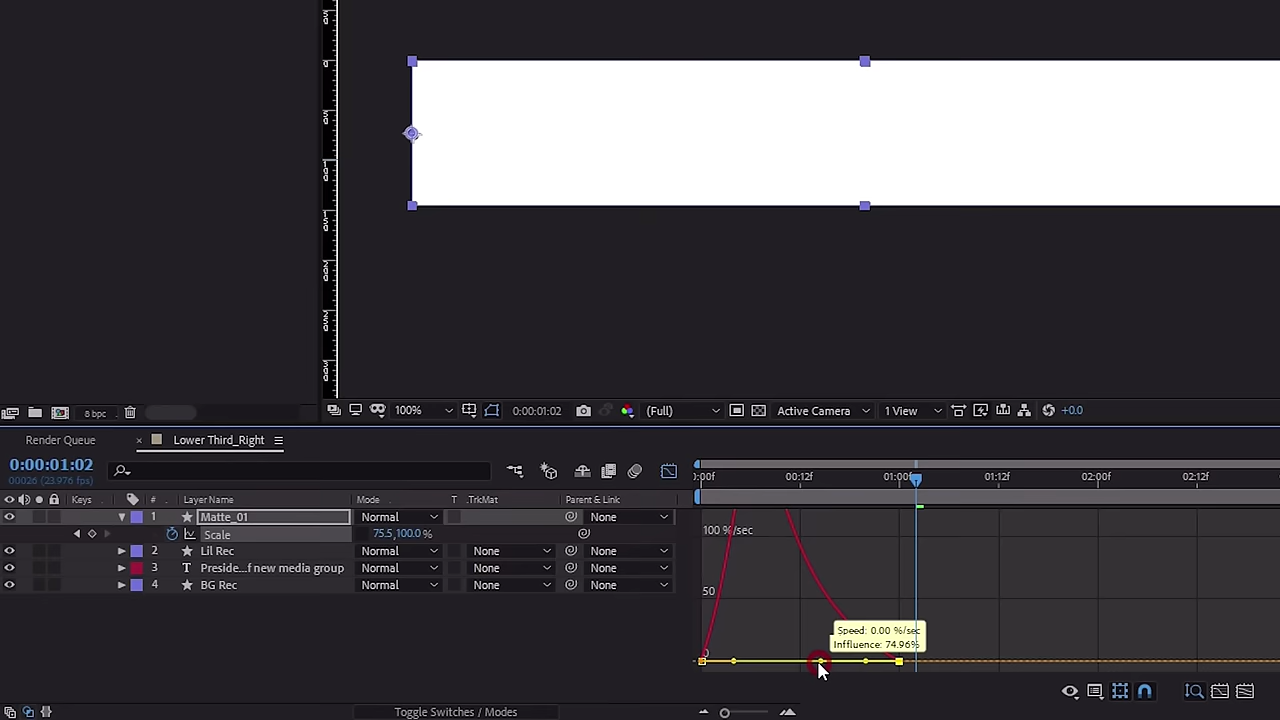 8 bpc
100%
0:00:01:02
(Full)
Active Camera
1 View
+0.0
Render Queue
× Lower Third_Right
0:00:01:02
00026 (23.976 fps)
:00f 00:12f 01:00f 01:12f 02:00f 02:12f
Keys # Layer Name Mode T .TrkMat Parent & Link
1 Matte_01 Normal None
Scale 75.5,100.0 %
2 Lil Rec Normal None None
3 T Preside...f new media group Normal None None
4 BG Rec Normal None None
100 %/sec
50
0
Speed: 0.00 %/sec
Inffluence: 74.96%
Toggle Switches / Modes